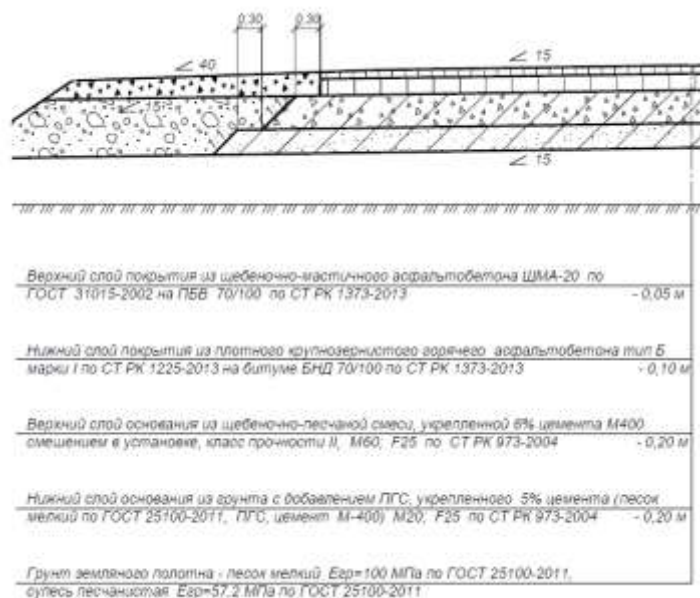 0.30 0.30
40
15
15
15
Верхний слой покрытия из щебеночно-мастичного асфальтобетона ЩМА-20 по
ГОСТ 31015-2002 на ПБВ 70/100 по СТ РК 1373-2013 - 0,05 м
Нижний слой покрытия из плотного крупнозернистого горячего асфальтобетона тип Б
марки I по СТ РК 1225-2013 на битуме БНД 70/100 по СТ РК 1373-2013 - 0,10 м
Верхний слой основания из щебеночно-песчаной смеси, укрепленной 6% цемента М400
смешением в установке, класс прочности II, М60, F25 по СТ РК 973-2004 - 0,20 м
Нижний слой основания из грунта с добавлением ПГС, укрепленного 5% цемента (песок
мелкий по ГОСТ 25100-2011, ПГС, цемент М-400) М20, F25 по СТ РК 973-2004 - 0,20 м
Грунт земляного полотна - песок мелкий Егр=100 МПа по ГОСТ 25100-2011,
супесь песчанистая Егр=57,2 МПа по ГОСТ 25100-2011